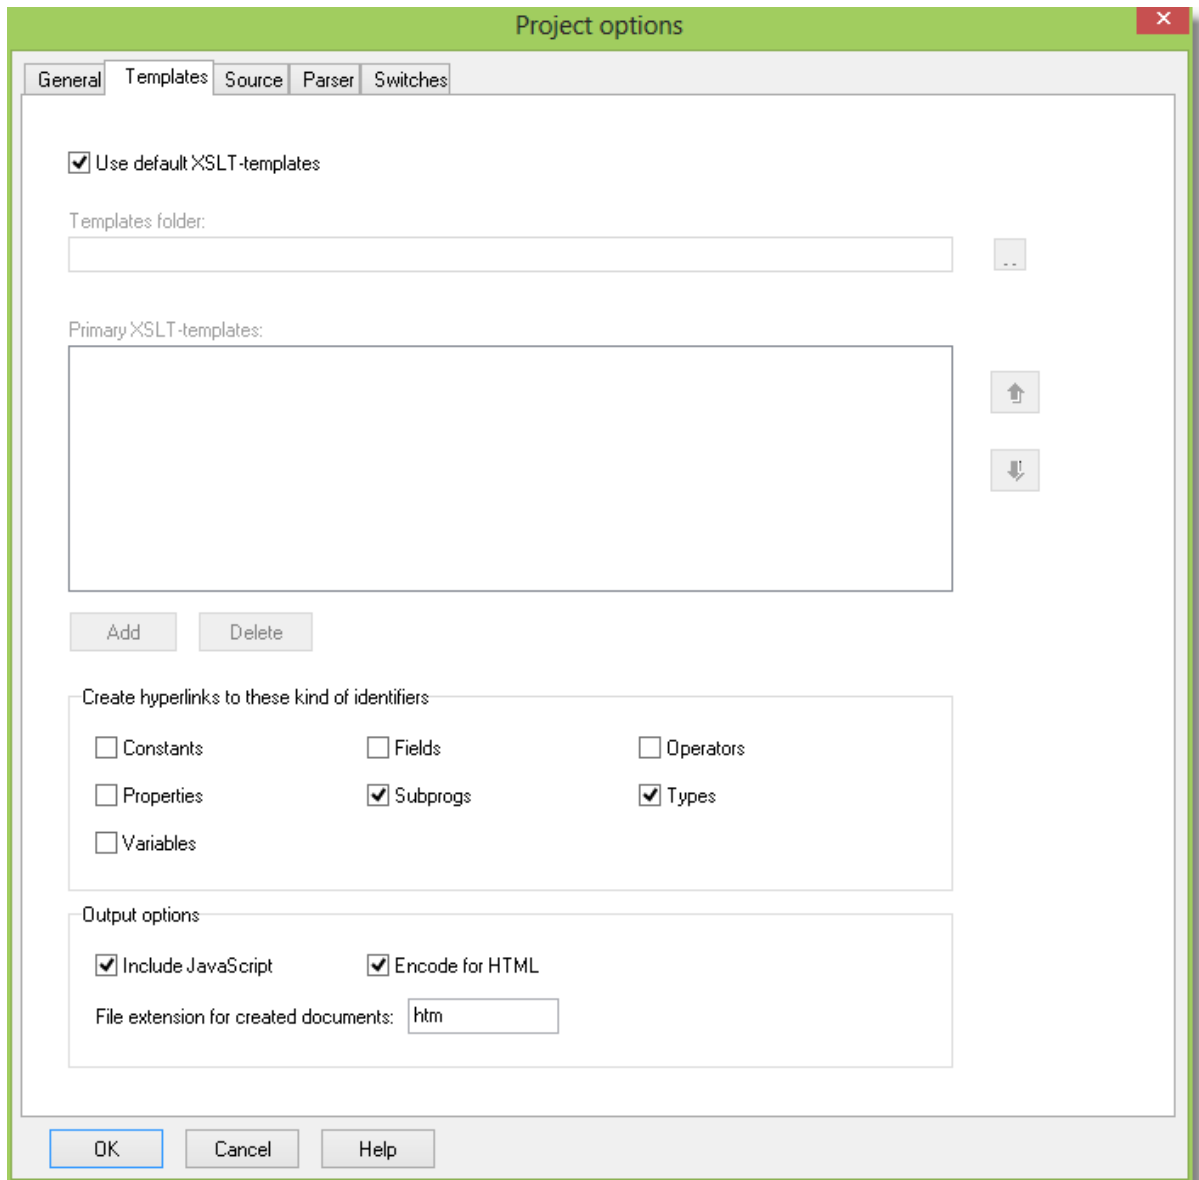 Project options
General Templates Source Parser Switches
Use default XSLT-templates
Templates folder:
..
Primary XSLT-templates:
Add Delete
Create hyperlinks to these kind of identifiers
Constants Fields Operators
Properties Subprogs Types
Variables
Output options
Include JavaScript Encode for HTML
File extension for created documents: htm
OK Cancel Help